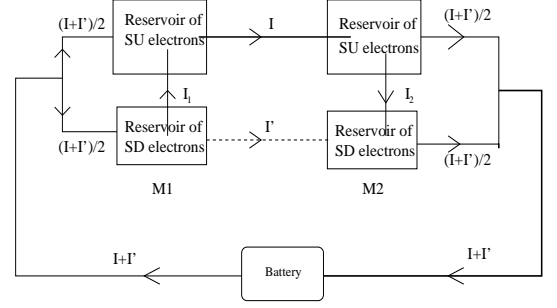 (I+I')/2
Reservoir of
SU electrons
I
Reservoir of
SU electrons
(I+I')/2
I₁
I₂
(I+I')/2
Reservoir of
SD electrons
I'
Reservoir of
SD electrons
(I+I')/2
M1
M2
I+I'
Battery
I+I'